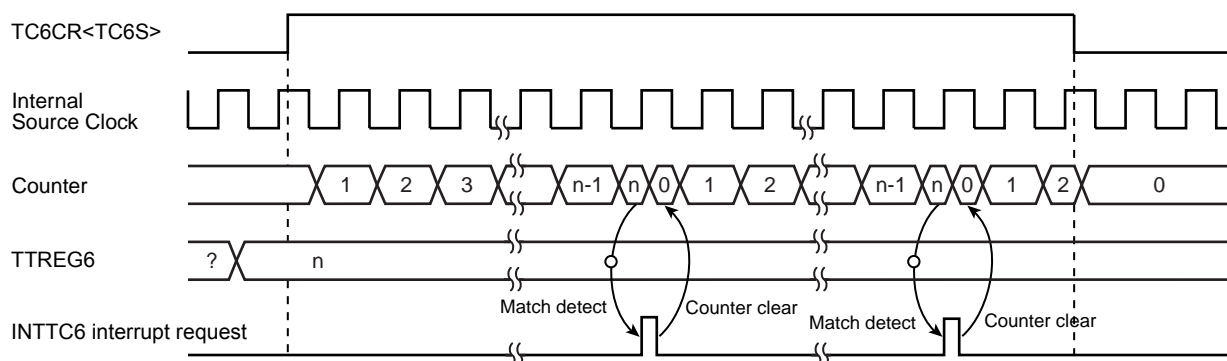 TC6CR<TC6S>
Internal
Source Clock
Counter
1 2 3 n-1 n 0 1 2 n-1 n 0 1 2 0
TTREG6
? n
Match detect Counter clear Match detect Counter clear
INTTC6 interrupt request